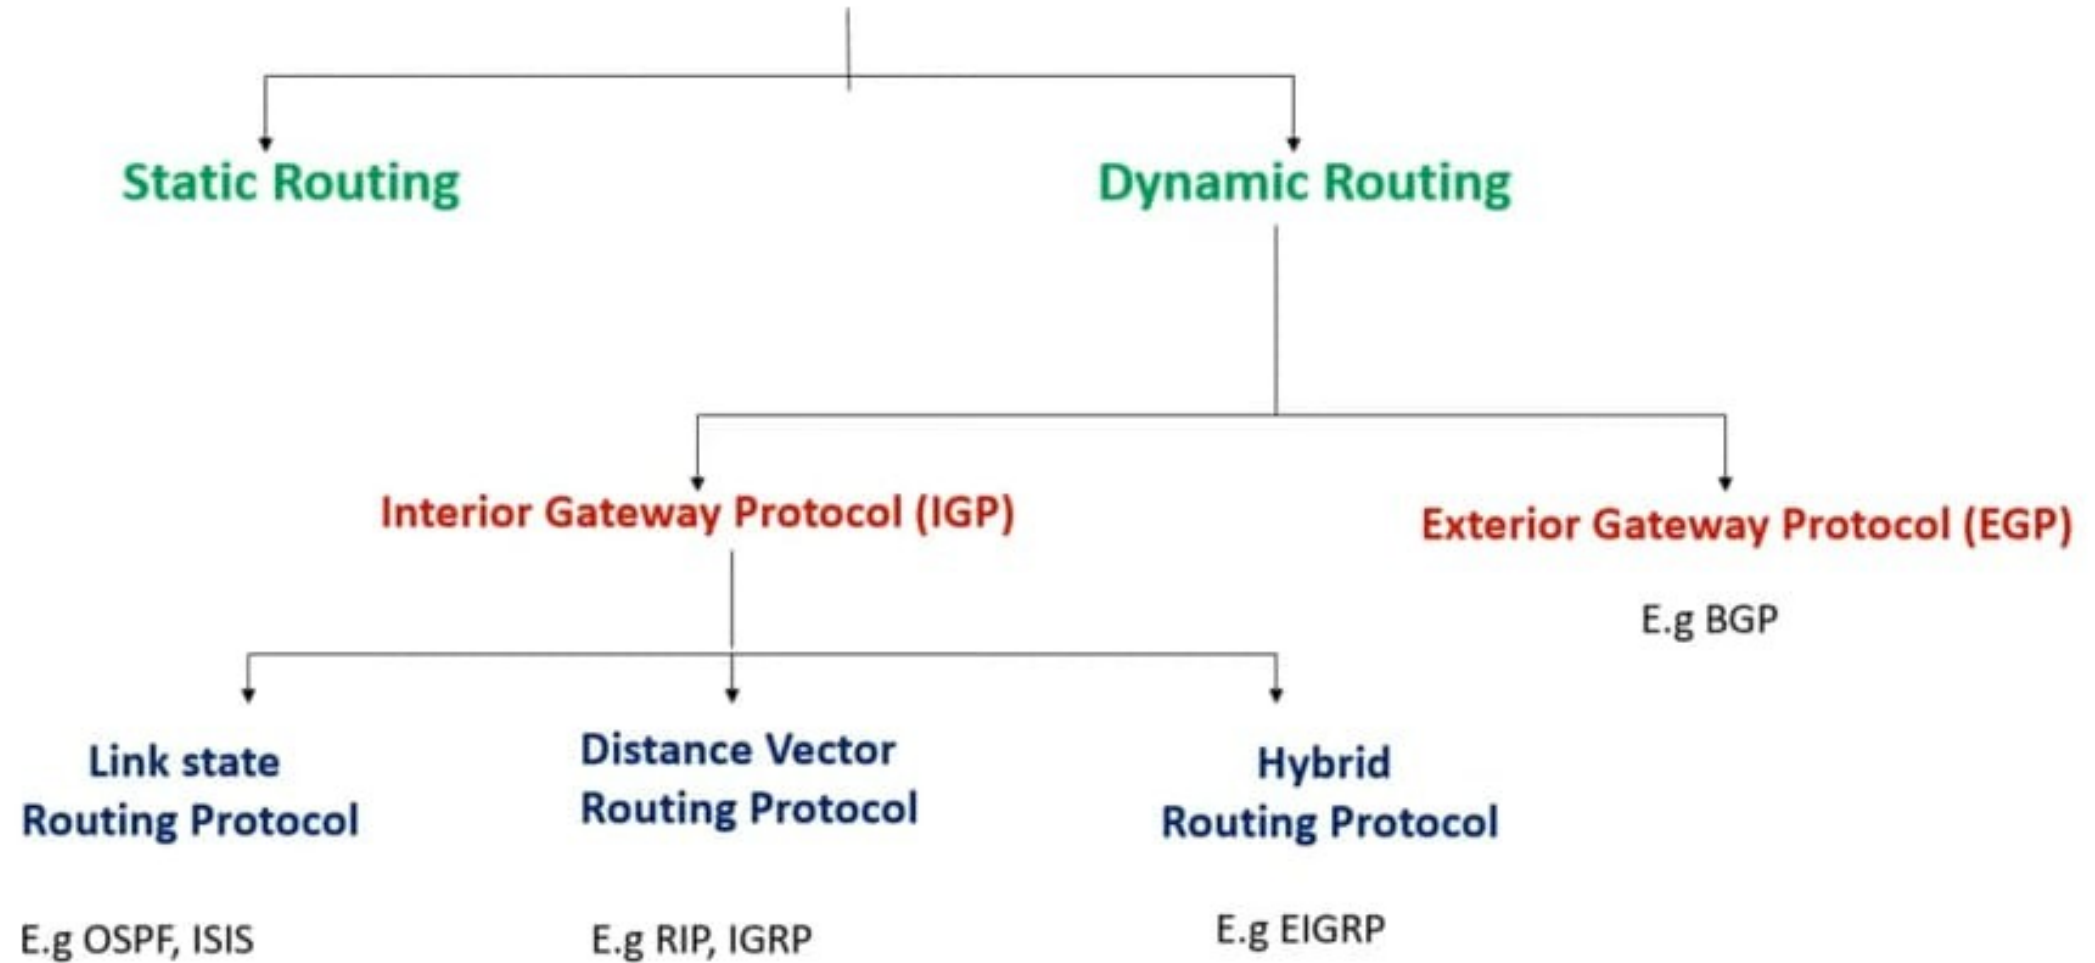 Static Routing
Dynamic Routing
Interior Gateway Protocol (IGP)
Exterior Gateway Protocol (EGP)
E.g BGP
Link state
Routing Protocol
Distance Vector
Routing Protocol
Hybrid
Routing Protocol
E.g OSPF, ISIS
E.g RIP, IGRP
E.g EIGRP